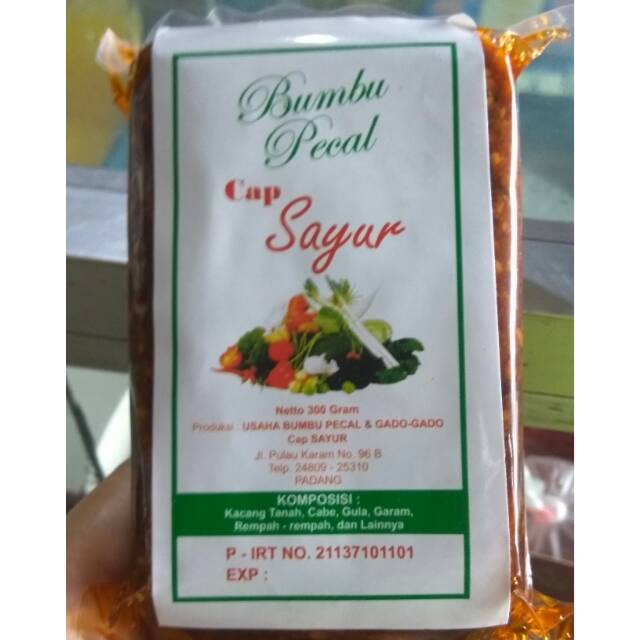 Bumbu
Pecal
Cap
Sayur
Netto 300 Gram
Produksi : USAHA BUMBU PECAL & GADO-GADO
Cap SAYUR
Jl. Pulau Karam No. 96 B
Telp. 24809 - 25310
PADANG
KOMPOSISI :
Kacang Tanah, Cabe, Gula, Garam,
Rempah - rempah, dan Lainnya
P - IRT NO. 21137101101
EXP :